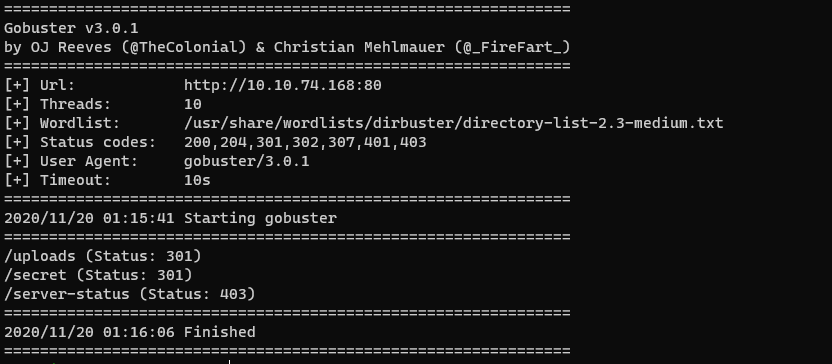 ===============================================================
Gobuster v3.0.1
by OJ Reeves (@TheColonial) & Christian Mehlmauer (@_FireFart_)
===============================================================
[+] Url:            http://10.10.74.168:80
[+] Threads:        10
[+] Wordlist:       /usr/share/wordlists/dirbuster/directory-list-2.3-medium.txt
[+] Status codes:   200,204,301,302,307,401,403
[+] User Agent:     gobuster/3.0.1
[+] Timeout:        10s
===============================================================
2020/11/20 01:15:41 Starting gobuster
===============================================================
/uploads (Status: 301)
/secret (Status: 301)
/server-status (Status: 403)
===============================================================
2020/11/20 01:16:06 Finished
===============================================================